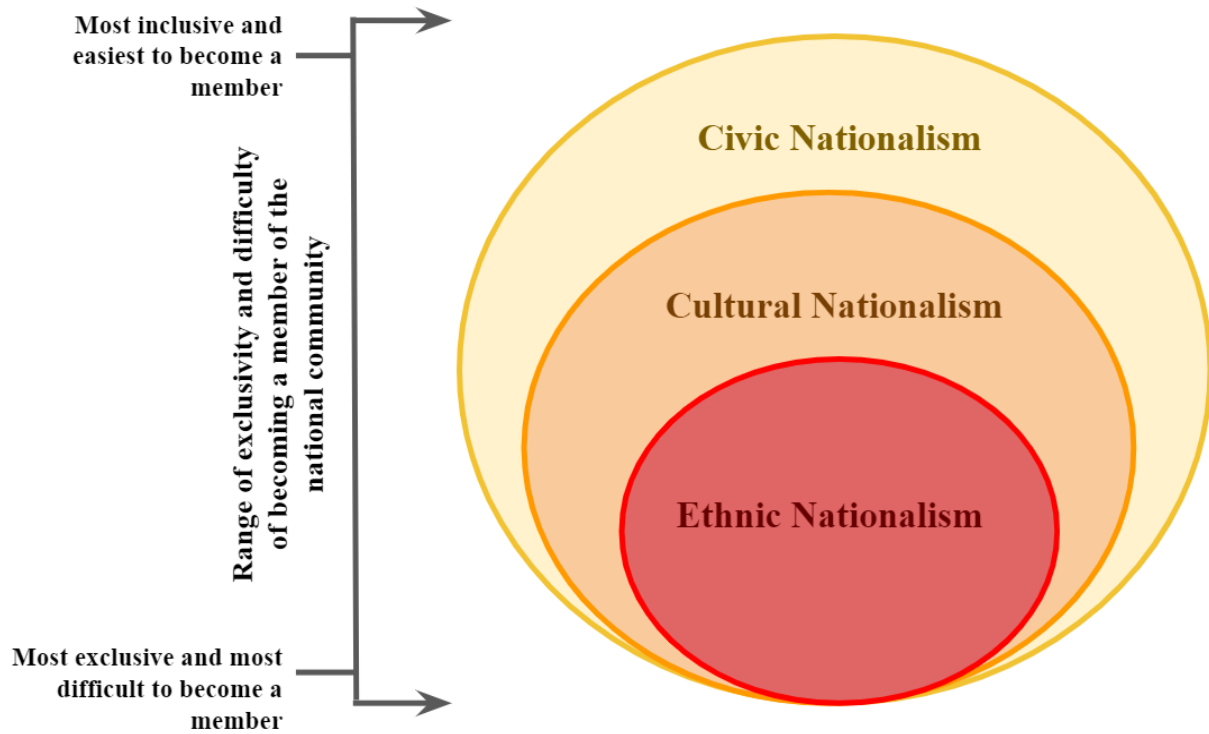 Most inclusive and
easiest to become a
member
Range of exclusivity and difficulty
of becoming a member of the
national community
Most exclusive and most
difficult to become a
member
Civic Nationalism
Cultural Nationalism
Ethnic Nationalism